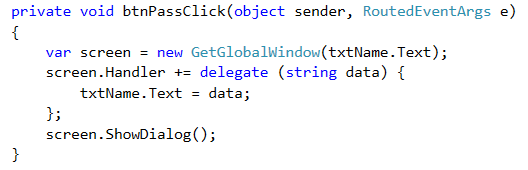 private void btnPassClick(object sender, RoutedEventArgs e)
{
    var screen = new GetGlobalWindow(txtName.Text);
    screen.Handler += delegate (string data) {
        txtName.Text = data;
    };
    screen.ShowDialog();
}